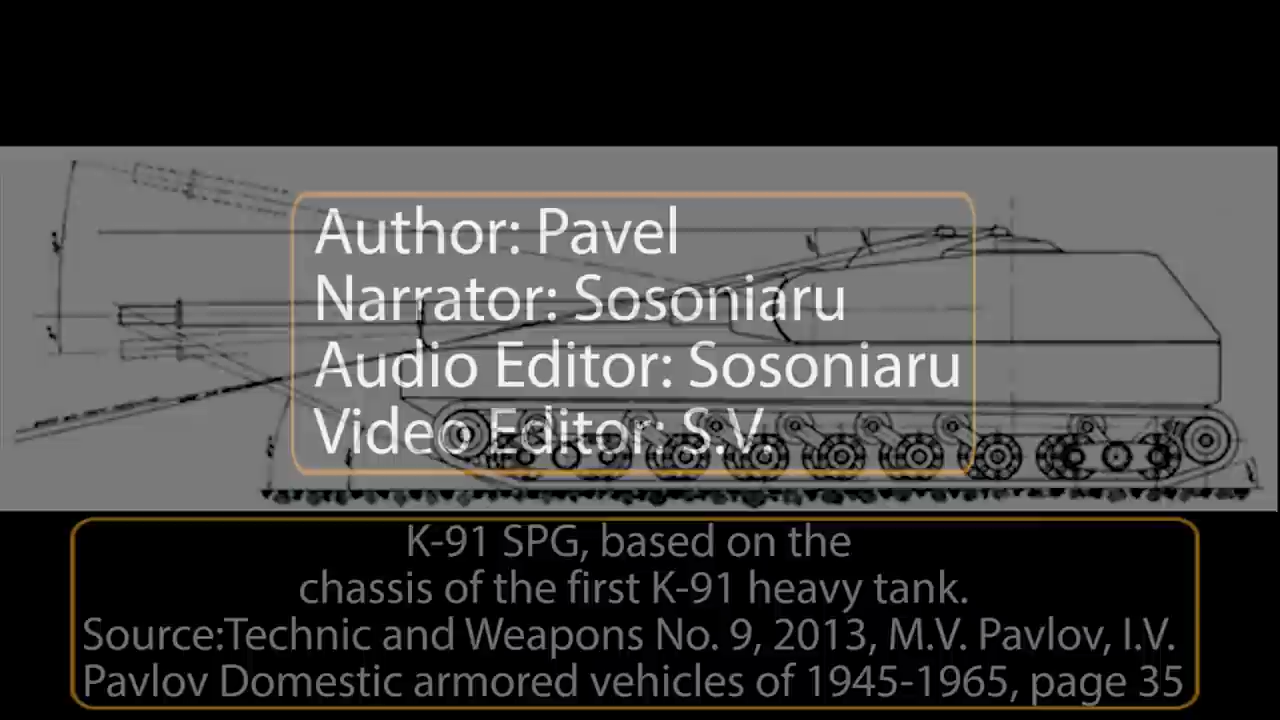 Author: Pavel
Narrator: Sosoniaru
Audio Editor: Sosoniaru
Video Editor: S.V.
K-91 SPG, based on the
chassis of the first K-91 heavy tank.
Source:Technic and Weapons No. 9, 2013, M.V. Pavlov, I.V.
Pavlov Domestic armored vehicles of 1945-1965, page 35